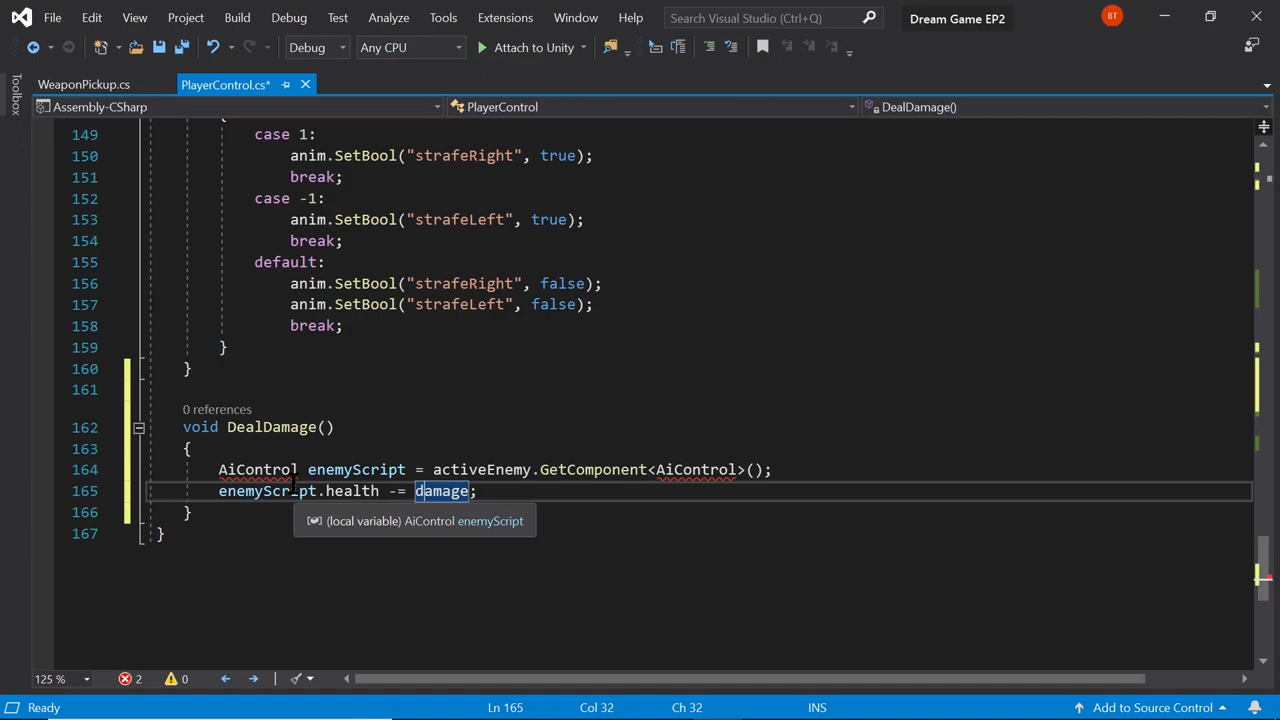 File Edit View Project Build Debug Test Analyze Tools Extensions Window Help Search Visual Studio (Ctrl+Q) Dream Game EP2 BT
Debug Any CPU Attach to Unity
WeaponPickup.cs PlayerControl.cs*
Toolbox
Assembly-CSharp PlayerControl DealDamage()
149 {
case 1:
150 anim.SetBool("strafeRight", true);
151 break;
152 case -1:
153 anim.SetBool("strafeLeft", true);
154 break;
155 default:
156 anim.SetBool("strafeRight", false);
157 anim.SetBool("strafeLeft", false);
158 break;
159 }
160 }
161
0 references
162 void DealDamage()
163 {
164 AiControl enemyScript = activeEnemy.GetComponent<AiControl>();
165 enemyScript.health -= damage;
166 }
(local variable) AiControl enemyScript
167 }
125 % 2 0
Ready Ln 165 Col 32 Ch 32 INS Add to Source Control